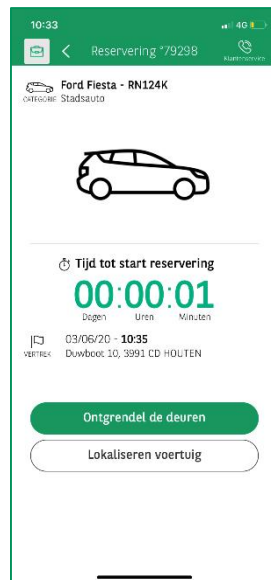 10:33
4G
Reservering °79298
Klantenservice
Ford Fiesta - RN124K
CATEGORIE Stadsauto
Tijd tot start reservering
00:00:01
Dagen Uren Minuten
03/06/20 - 10:35
VERTREK Duwboot 10, 3991 CD HOUTEN
Ontgrendel de deuren
Lokaliseren voertuig